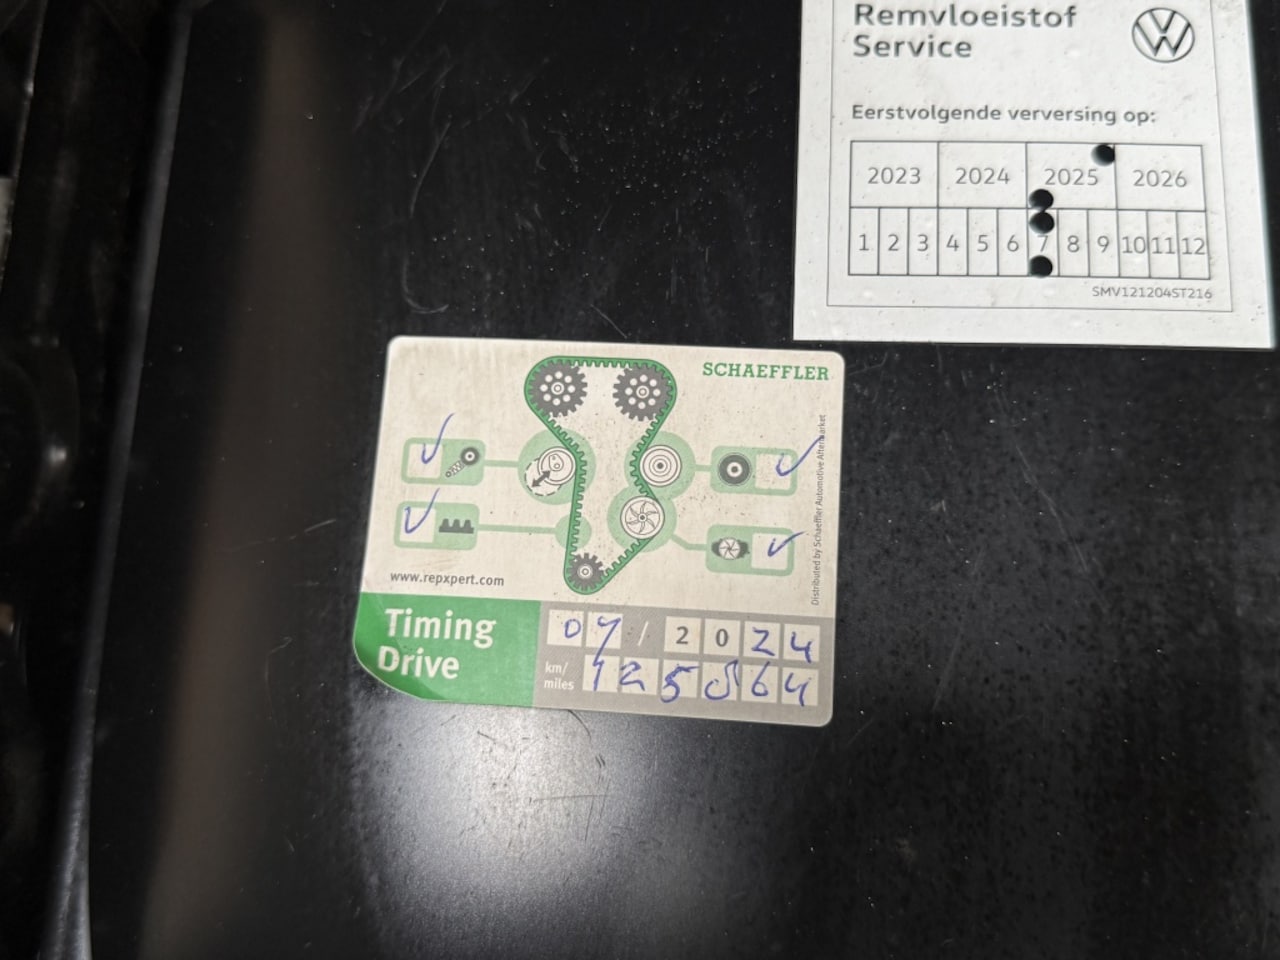 Remvloeistof
Service
Eerstvolgende verversing op:
2023 2024 2025 2026
1 2 3 4 5 6 7 8 9 10 11 12
SMV121204ST216
SCHAEFFLER
Distributed by Schaeffler Automotive Aftermarket
www.repxpert.com
Timing
Drive
07 / 2024
km/
miles